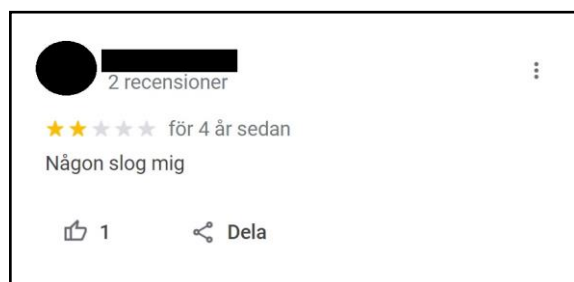 2 recensioner
för 4 år sedan
Någon slog mig
1 Dela